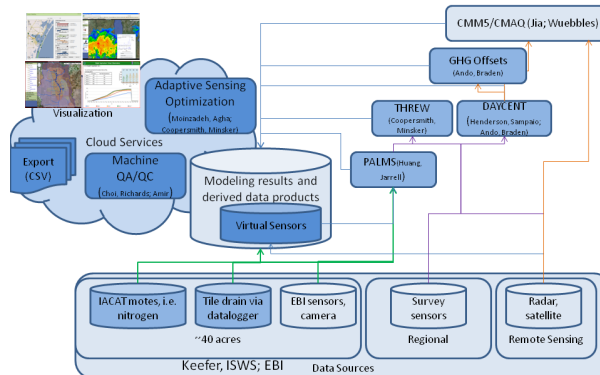 CMM5/CMAQ (Jia; Wuebbles)
GHG Offsets
(Ando, Braden)
Adaptive Sensing
Optimization
(Moinzadeh, Agha;
Coopersmith,
Minsker)
THREW
(Coopersmith,
Minsker)
DAYCENT
(Henderson, Sampaio;
Ando, Braden)
Visualization
Cloud Services
Export
(CSV)
Machine
QA/QC
(Choi, Richards; Amir)
Modeling results and
derived data products
Virtual Sensors
PALMS(Huang,
Jarrell)
IACAT motes, i.e.
nitrogen
Tile drain via
datalogger
EBI sensors,
camera
Survey
sensors
Radar,
satellite
~40 acres
Regional
Remote Sensing
Keefer, ISWS; EBI
Data Sources